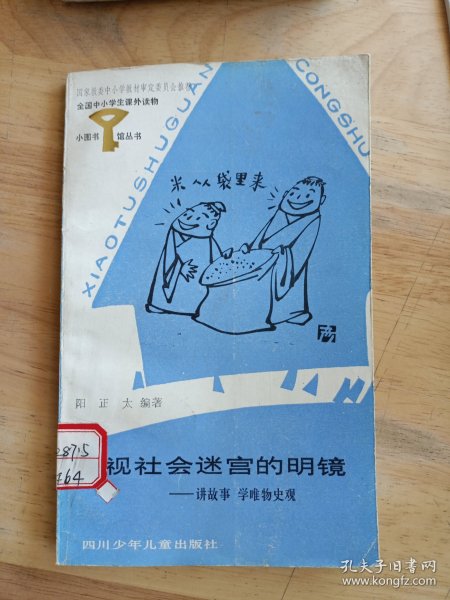 国家教委中小学教材审定委员会推荐
全国中小学生课外读物
小图书馆丛书
XIAOTUSHUGUAN
CONGSHU
米从袋里来
阳正太 编著
视社会迷宫的明镜
——讲故事 学唯物史观
四川少年儿童出版社
孔夫子旧书网
www.kongfz.com